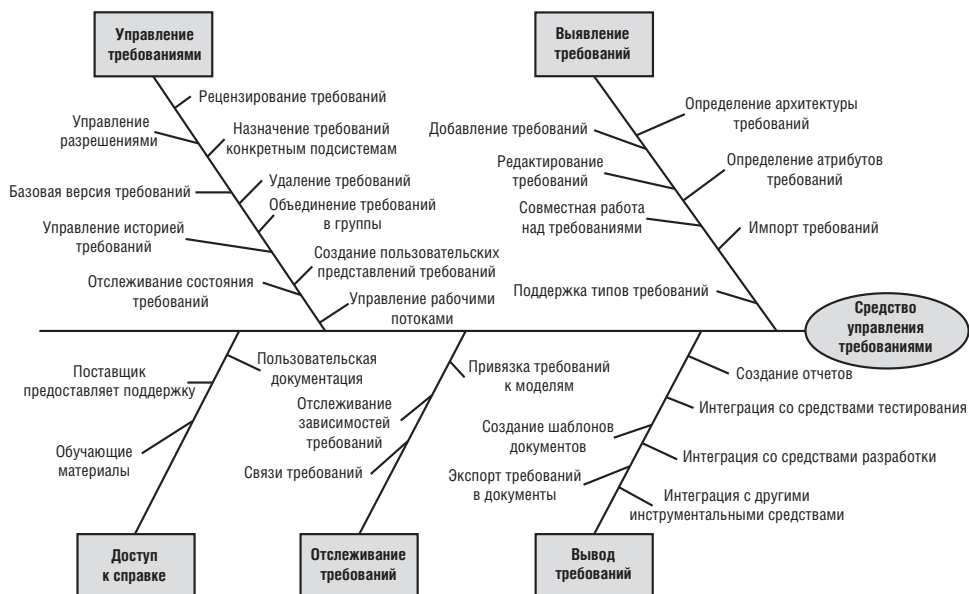 Управление
требованиями
Рецензирование требований
Управление
разрешениями
Назначение требований
конкретным подсистемам
Базовая версия требований
Удаление требований
Объединение требований
в группы
Управление историей
требований
Создание пользовательских
представлений требований
Отслеживание состояния
требований
Управление рабочими
потоками
Выявление
требований
Определение архитектуры
требований
Добавление требований
Редактирование
требований
Определение атрибутов
требований
Совместная работа
над требованиями
Импорт требований
Поддержка типов требований
Средство
управления
требованиями
Пользовательская
документация
Поставщик
предоставляет поддержку
Обучающие
материалы
Доступ
к справке
Привязка требований
к моделям
Отслеживание
зависимостей
требований
Связи требований
Отслеживание
требований
Создание отчетов
Интеграция со средствами тестирования
Создание шаблонов
документов
Интеграция со средствами разработки
Экспорт требований
в документы
Интеграция с другими
инструментальными средствами
Вывод
требований